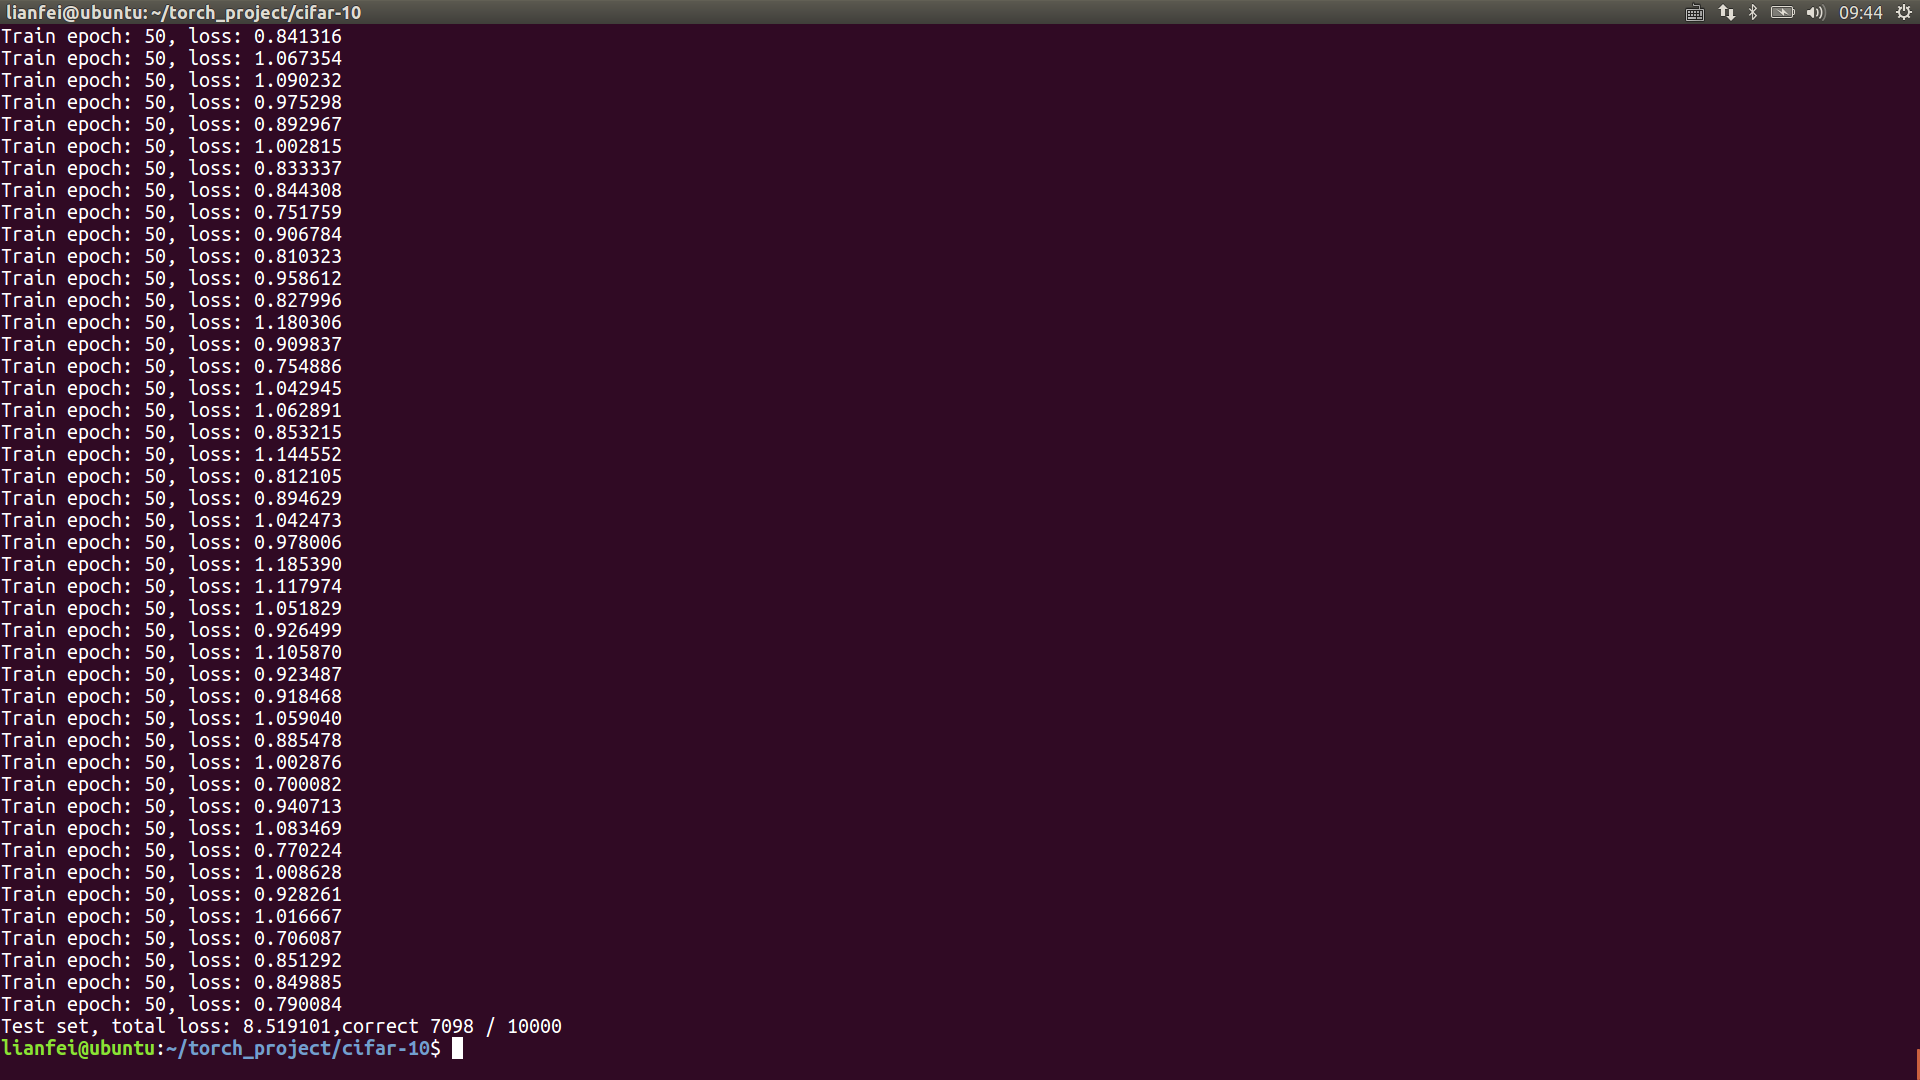 lianfei@ubuntu: ~/torch_project/cifar-10
09:44
Train epoch: 50, loss: 0.841316
Train epoch: 50, loss: 1.067354
Train epoch: 50, loss: 1.090232
Train epoch: 50, loss: 0.975298
Train epoch: 50, loss: 0.892967
Train epoch: 50, loss: 1.002815
Train epoch: 50, loss: 0.833337
Train epoch: 50, loss: 0.844308
Train epoch: 50, loss: 0.751759
Train epoch: 50, loss: 0.906784
Train epoch: 50, loss: 0.810323
Train epoch: 50, loss: 0.958612
Train epoch: 50, loss: 0.827996
Train epoch: 50, loss: 1.180306
Train epoch: 50, loss: 0.909837
Train epoch: 50, loss: 0.754886
Train epoch: 50, loss: 1.042945
Train epoch: 50, loss: 1.062891
Train epoch: 50, loss: 0.853215
Train epoch: 50, loss: 1.144552
Train epoch: 50, loss: 0.812105
Train epoch: 50, loss: 0.894629
Train epoch: 50, loss: 1.042473
Train epoch: 50, loss: 0.978006
Train epoch: 50, loss: 1.185390
Train epoch: 50, loss: 1.117974
Train epoch: 50, loss: 1.051829
Train epoch: 50, loss: 0.926499
Train epoch: 50, loss: 1.105870
Train epoch: 50, loss: 0.923487
Train epoch: 50, loss: 0.918468
Train epoch: 50, loss: 1.059040
Train epoch: 50, loss: 0.885478
Train epoch: 50, loss: 1.002876
Train epoch: 50, loss: 0.700082
Train epoch: 50, loss: 0.940713
Train epoch: 50, loss: 1.083469
Train epoch: 50, loss: 0.770224
Train epoch: 50, loss: 1.008628
Train epoch: 50, loss: 0.928261
Train epoch: 50, loss: 1.016667
Train epoch: 50, loss: 0.706087
Train epoch: 50, loss: 0.851292
Train epoch: 50, loss: 0.849885
Train epoch: 50, loss: 0.790084
Test set, total loss: 8.519101,correct 7098 / 10000
lianfei@ubuntu:~/torch_project/cifar-10$